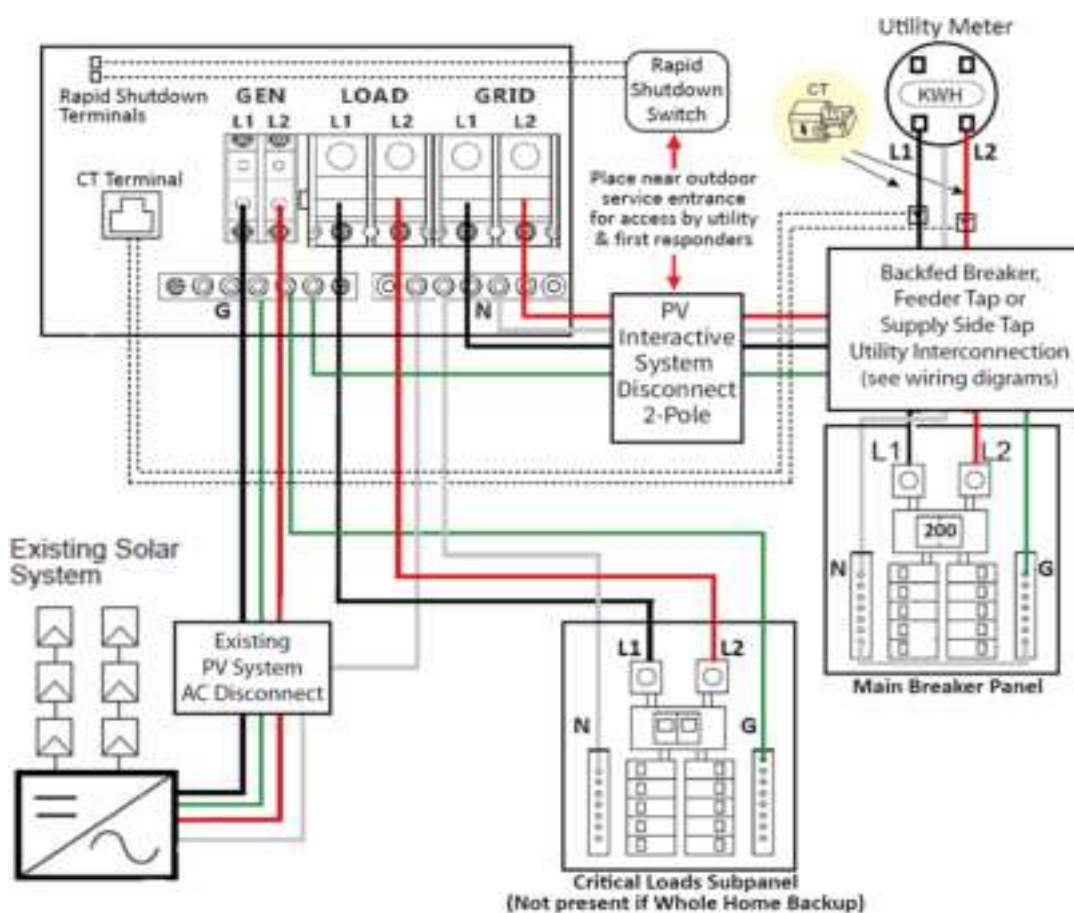 Utility Meter
CT
KWH
L1
L2
Rapid Shutdown
Terminals
GEN
LOAD
GRID
L1
L2
L1
L2
L1
L2
Rapid
Shutdown
Switch
CT Terminal
Place near outdoor
service entrance
for access by utility
& first responders
G
N
PV
Interactive
System
Disconnect
2-Pole
Backfed Breaker,
Feeder Tap or
Supply Side Tap
Utility Interconnection
(see wiring digrams)
L1
L2
200
N
G
Main Breaker Panel
Existing Solar
System
Existing
PV System
AC Disconnect
L1
L2
N
G
Critical Loads Subpanel
(Not present if Whole Home Backup)